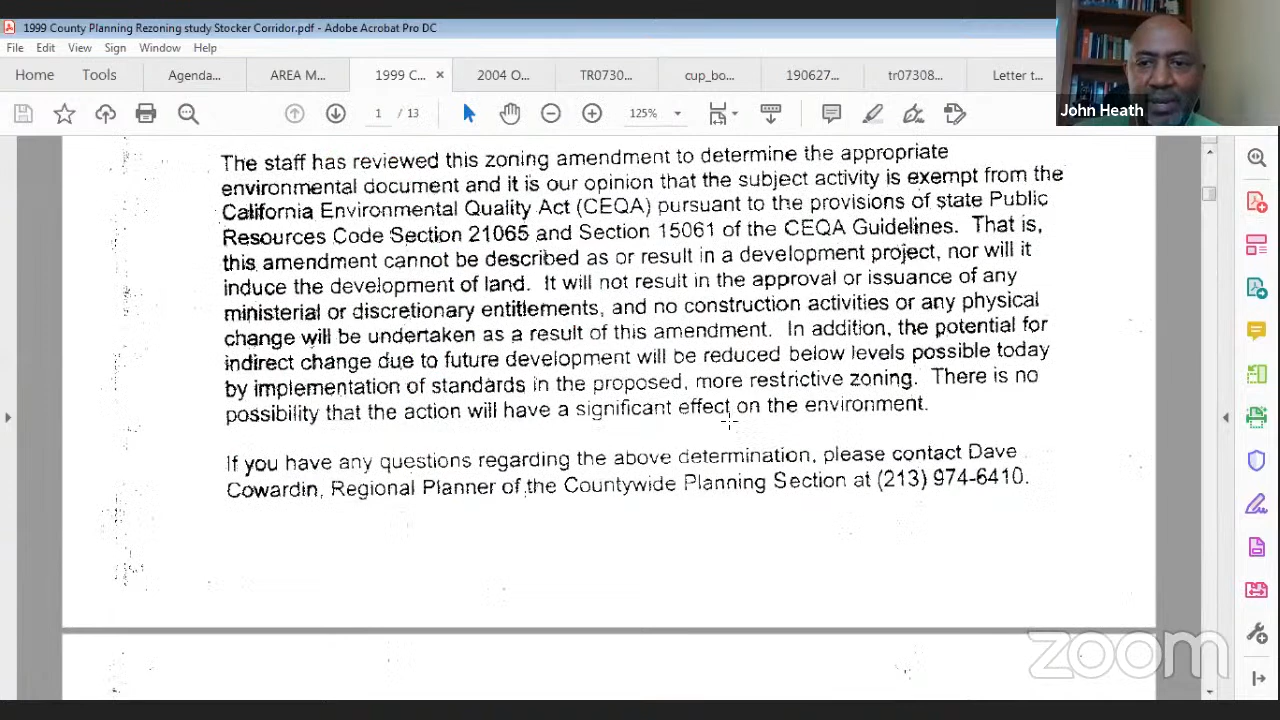 1999 County Planning Rezoning study Stocker Corridor.pdf - Adobe Acrobat Pro DC
File Edit View Sign Window Help
Home Tools Agenda... AREA M... 1999 C... × 2004 O... TR0730... cup_bo... 190627... tr07308... Letter t...
1 / 13 125%
John Heath
The staff has reviewed this zoning amendment to determine the appropriate
environmental document and it is our opinion that the subject activity is exempt from the
California Environmental Quality Act (CEQA) pursuant to the provisions of state Public
Resources Code Section 21065 and Section 15061 of the CEQA Guidelines. That is,
this amendment cannot be described as or result in a development project, nor will it
induce the development of land. It will not result in the approval or issuance of any
ministerial or discretionary entitlements, and no construction activities or any physical
change will be undertaken as a result of this amendment. In addition, the potential for
indirect change due to future development will be reduced below levels possible today
by implementation of standards in the proposed, more restrictive zoning. There is no
possibility that the action will have a significant effect on the environment.
If you have any questions regarding the above determination, please contact Dave
Cowardin, Regional Planner of the Countywide Planning Section at (213) 974-6410.
zoom